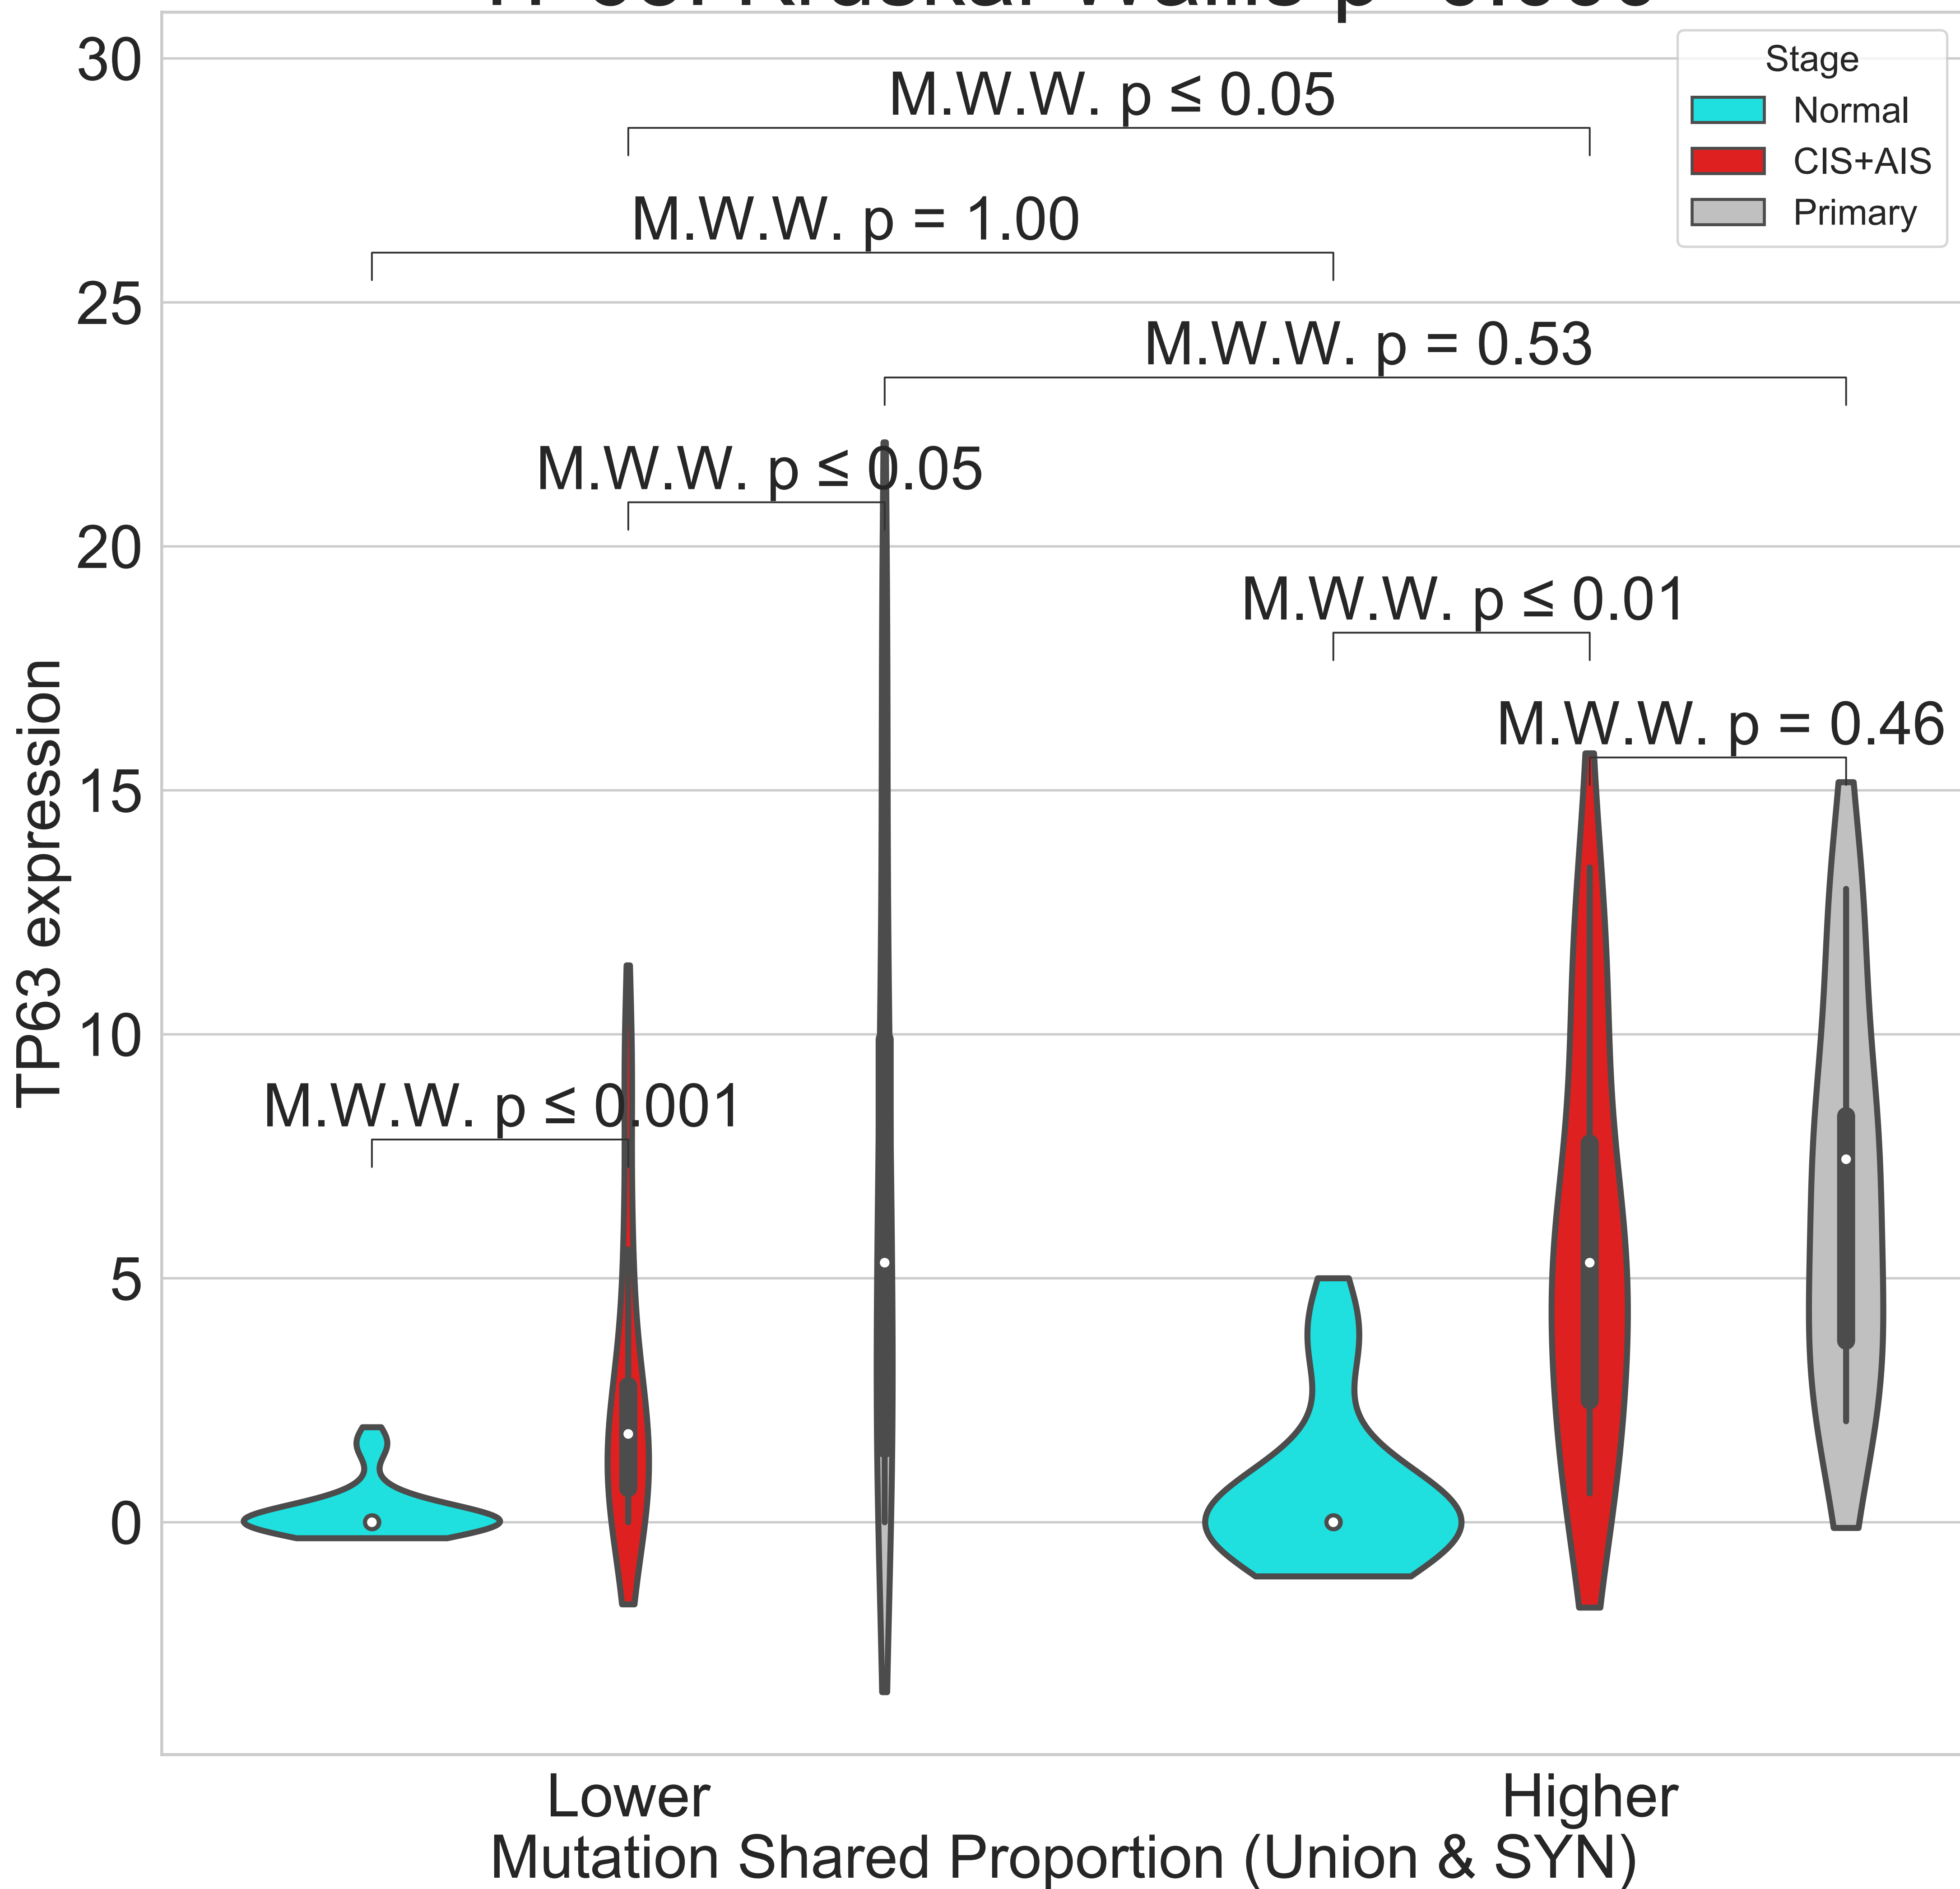 30
M.W.W. p ≤ 0.05
Stage
Normal
CIS+AIS
Primary
M.W.W. p = 1.00
25
M.W.W. p = 0.53
M.W.W. p ≤ 0.05
20
M.W.W. p ≤ 0.01
M.W.W. p = 0.46
15
TP63 expression
10
M.W.W. p ≤ 0.001
5
0
Lower
Higher
Mutation Shared Proportion (Union & SYN)